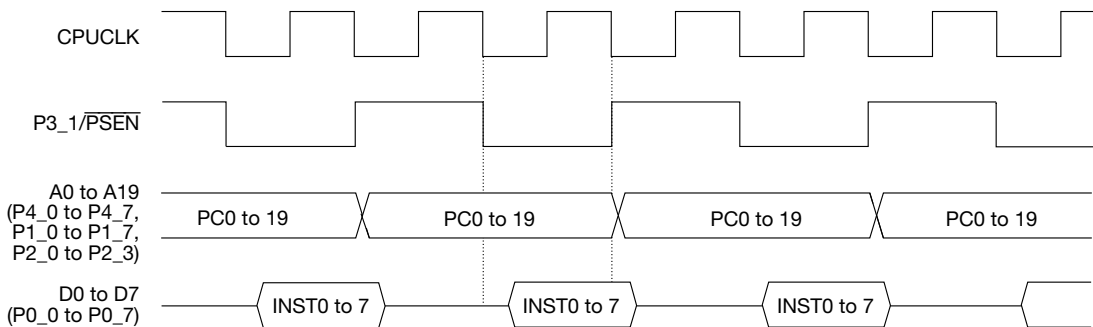 CPUCLK
P3_1/PSEN
A0 to A19
(P4_0 to P4_7,
P1_0 to P1_7,
P2_0 to P2_3)
PC0 to 19
PC0 to 19
PC0 to 19
PC0 to 19
D0 to D7
(P0_0 to P0_7)
INST0 to 7
INST0 to 7
INST0 to 7